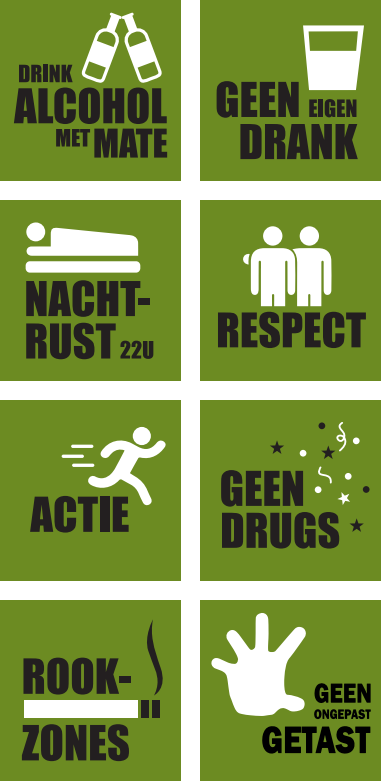 DRINK
ALCOHOL
MET MATE
GEEN EIGEN
DRANK
NACHT-
RUST 22U
RESPECT
ACTIE
GEEN
DRUGS
ROOK-
ZONES
GEEN
ONGEPAST
GETAST